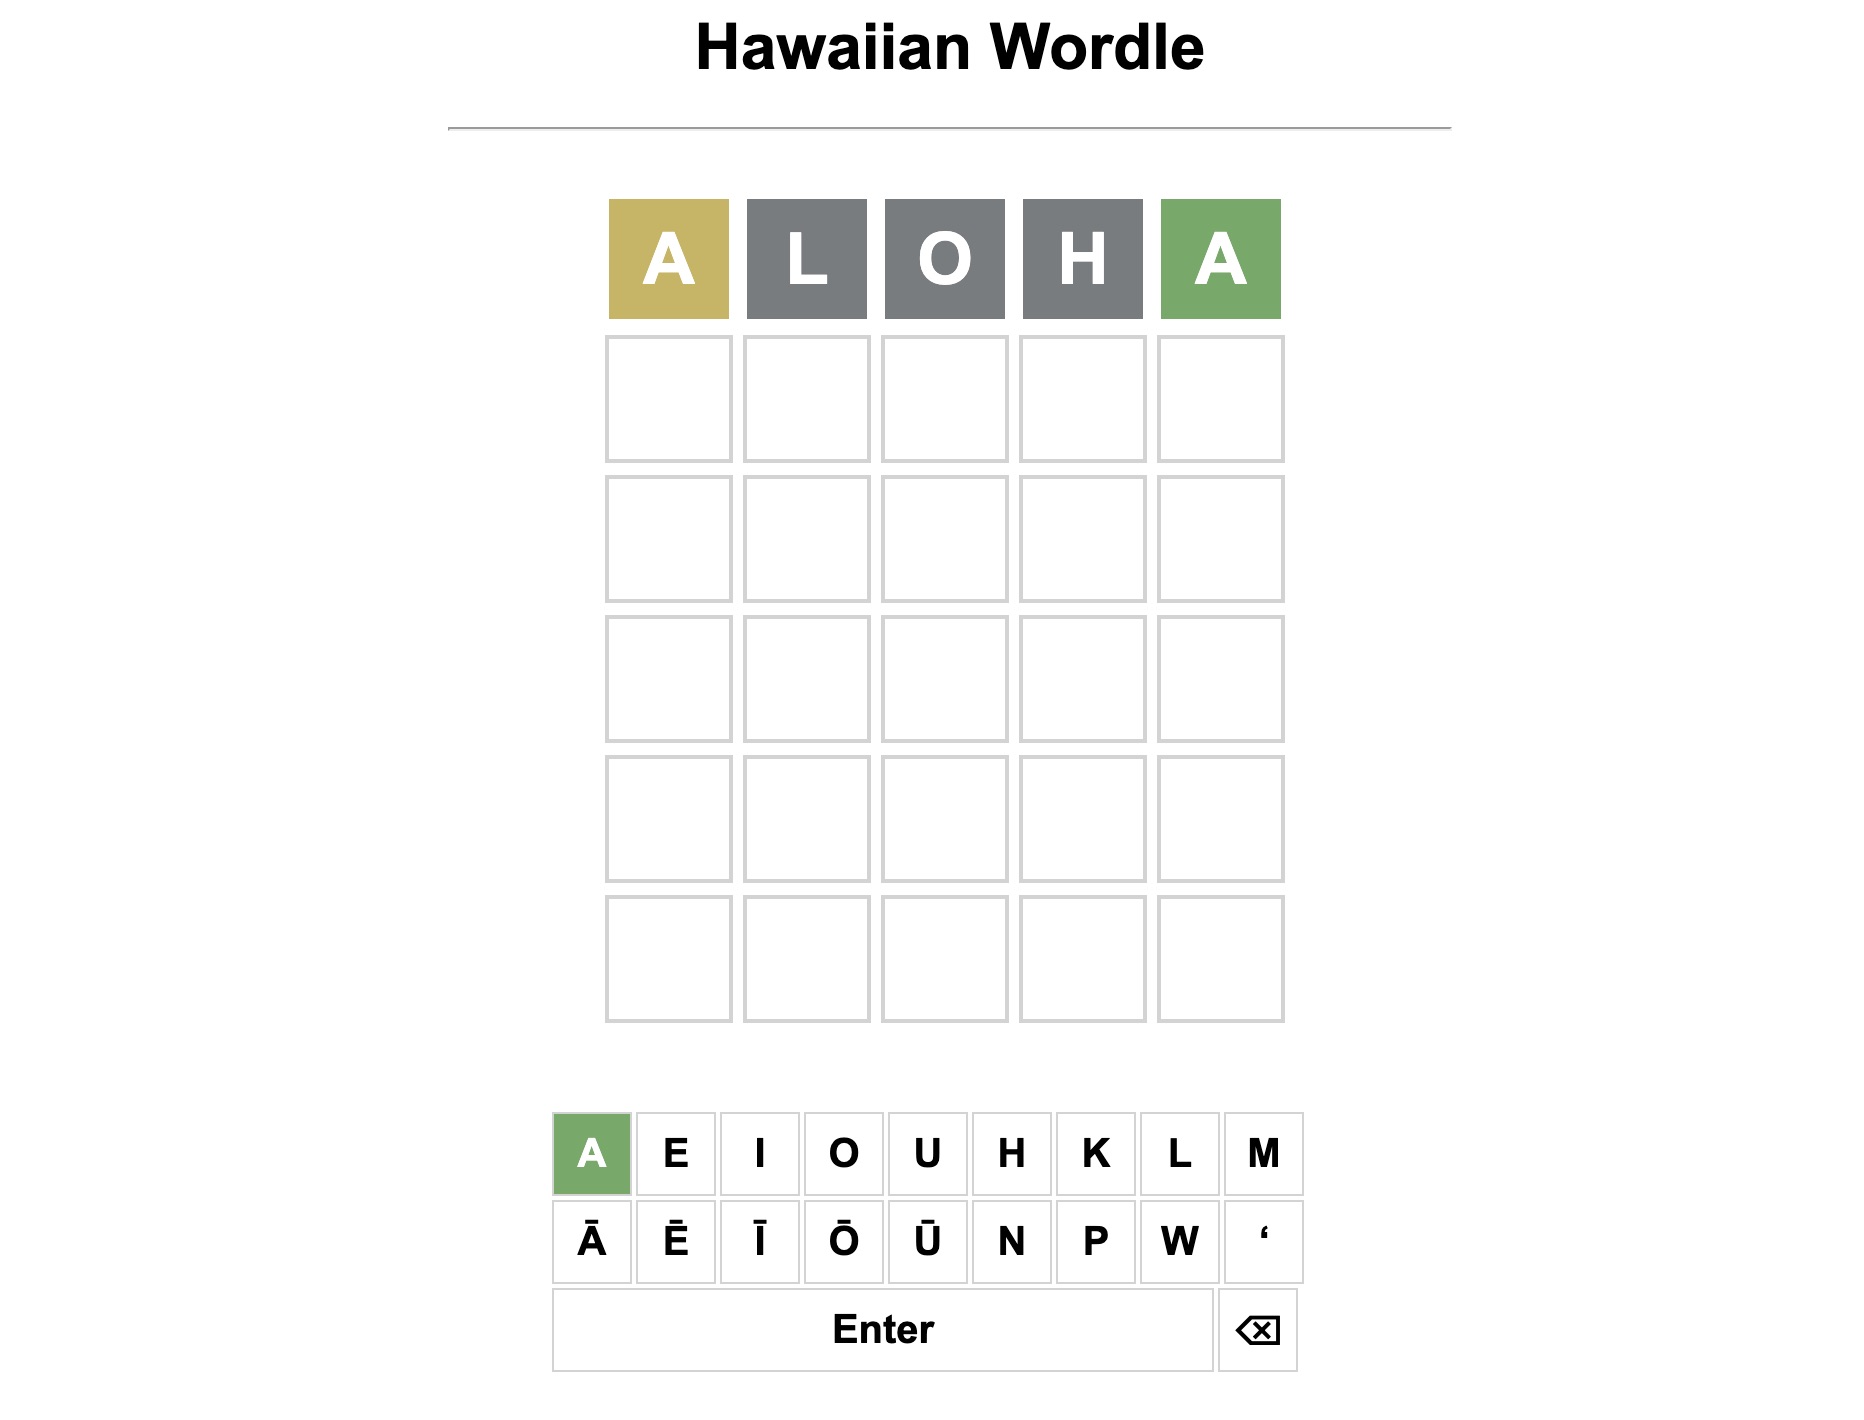 Hawaiian Wordle
A L O H A
A E I O U H K L M
Ā Ē Ī Ō Ū N P W ʻ
Enter